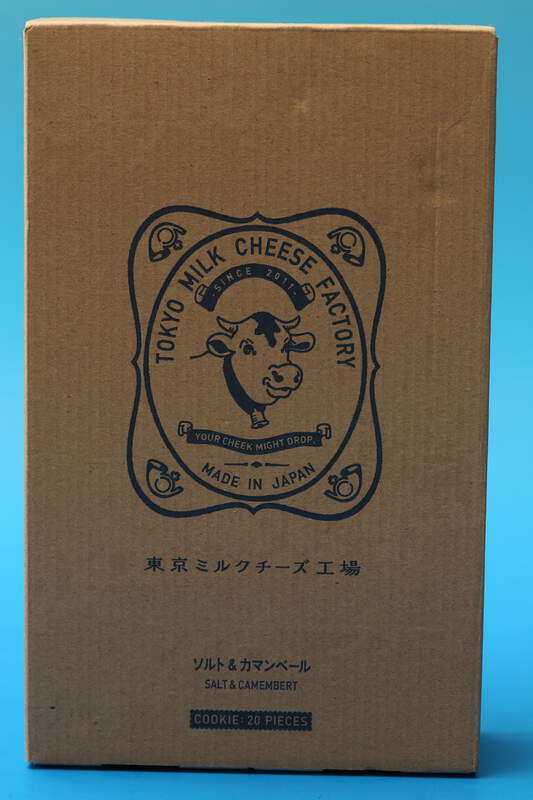 TOKYO MILK CHEESE FACTORY
-SINCE 2011-
YOUR CHEEK MIGHT DROP.
MADE IN JAPAN
東京ミルクチーズ工場
ソルト&カマンベール
SALT & CAMEMBERT
COOKIE: 20 PIECES